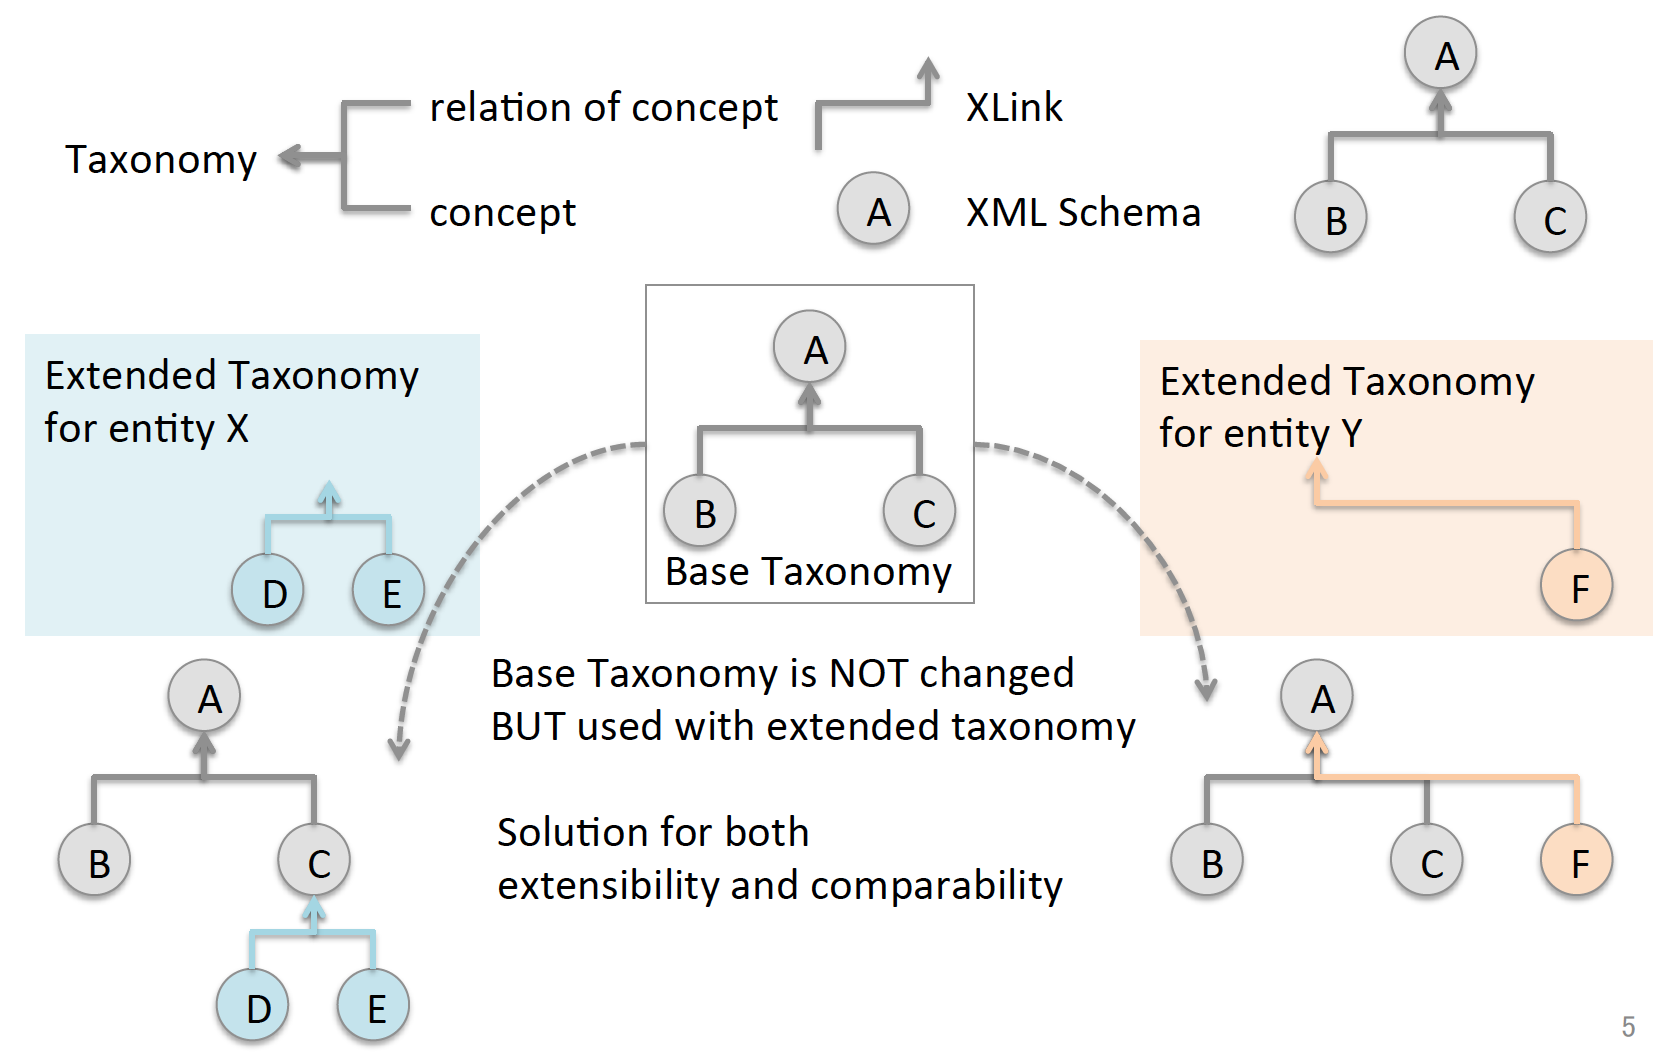 Taxonomy
relation of concept
concept
A
XLink
XML Schema
A
B
C
Extended Taxonomy
for entity X
D
E
A
B
C
Base Taxonomy
Extended Taxonomy
for entity Y
F
Base Taxonomy is NOT changed
BUT used with extended taxonomy
Solution for both
extensibility and comparability
A
B
C
D
E
A
B
C
F
5